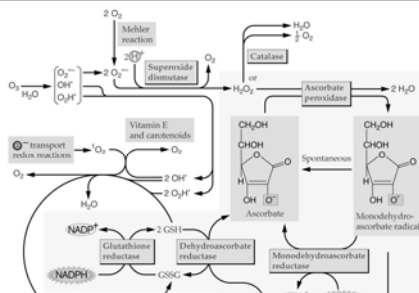 2 O₂
Mehler
reaction
2 H⁺
Superoxide
dismutase
O₂
H₂O
½ O₂
Catalase
or
O₃
H₂O
O₂⁻•
OH•
O₂H•
2 O₂⁻•
H₂O₂
Ascorbate
peroxidase
2 H₂O
Vitamin E
and carotenoids
e⁻ transport
redox reactions
¹O₂
O₂
O₂
2 OH•
2 O₂H•
H₂O
CH₂OH
CHOH
O
O
OH
O⁻
Ascorbate
Spontaneous
CH₂OH
CHOH
O
O
OH
O•
Monodehydro-
ascorbate radical
NADP⁺
2 GSH
Glutathione
reductase
Dehydroascorbate
reductase
Monodehydroascorbate
reductase
NADPH
GSSG